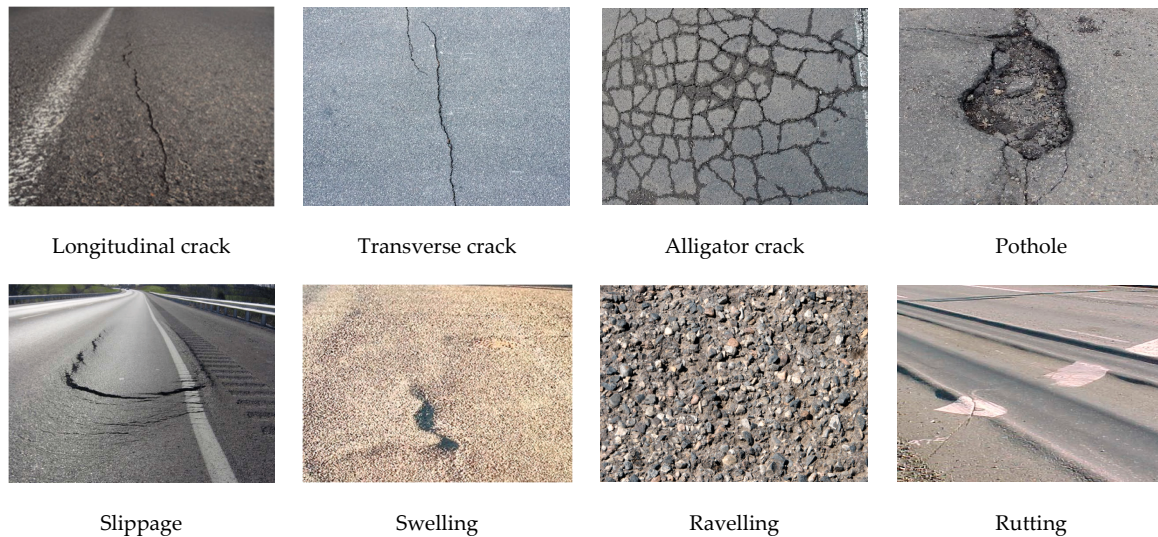 Longitudinal crack
Transverse crack
Alligator crack
Pothole
Slippage
Swelling
Ravelling
Rutting